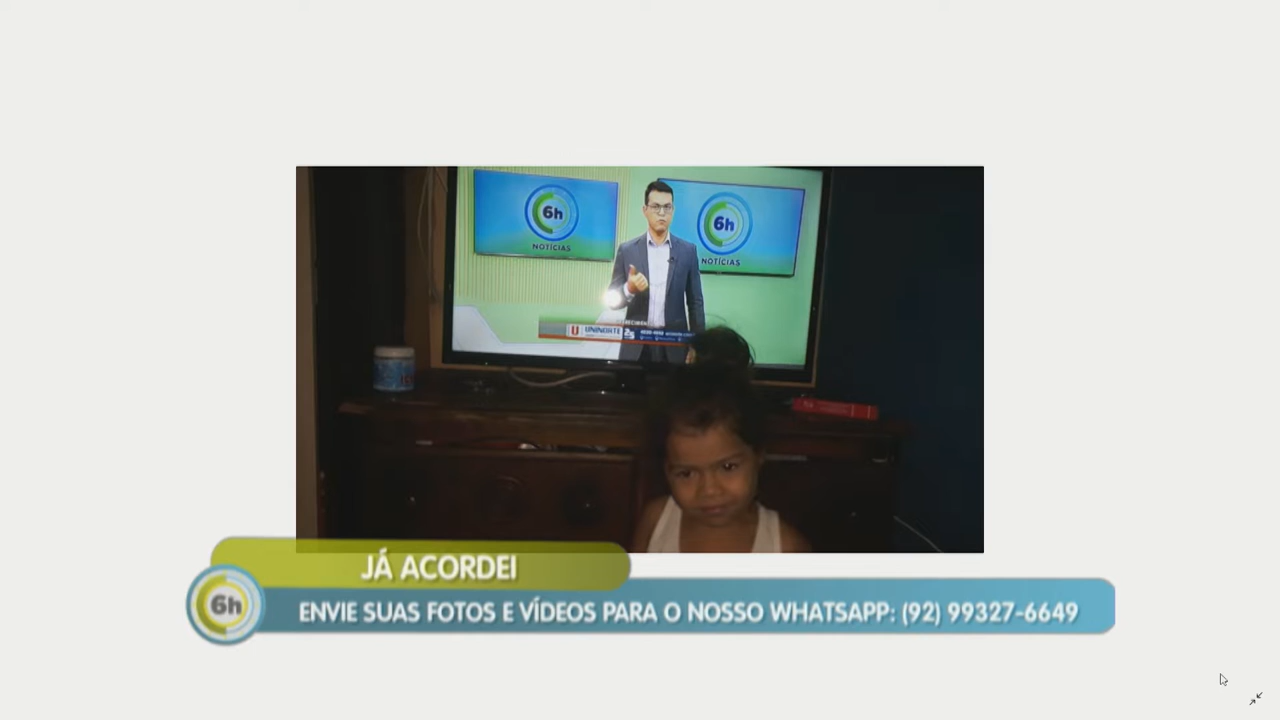 6h
NOTÍCIAS
6h
NOTÍCIAS
UNINORTE
JÁ ACORDEI
6h
ENVIE SUAS FOTOS E VÍDEOS PARA O NOSSO WHATSAPP: (92) 99327-6649